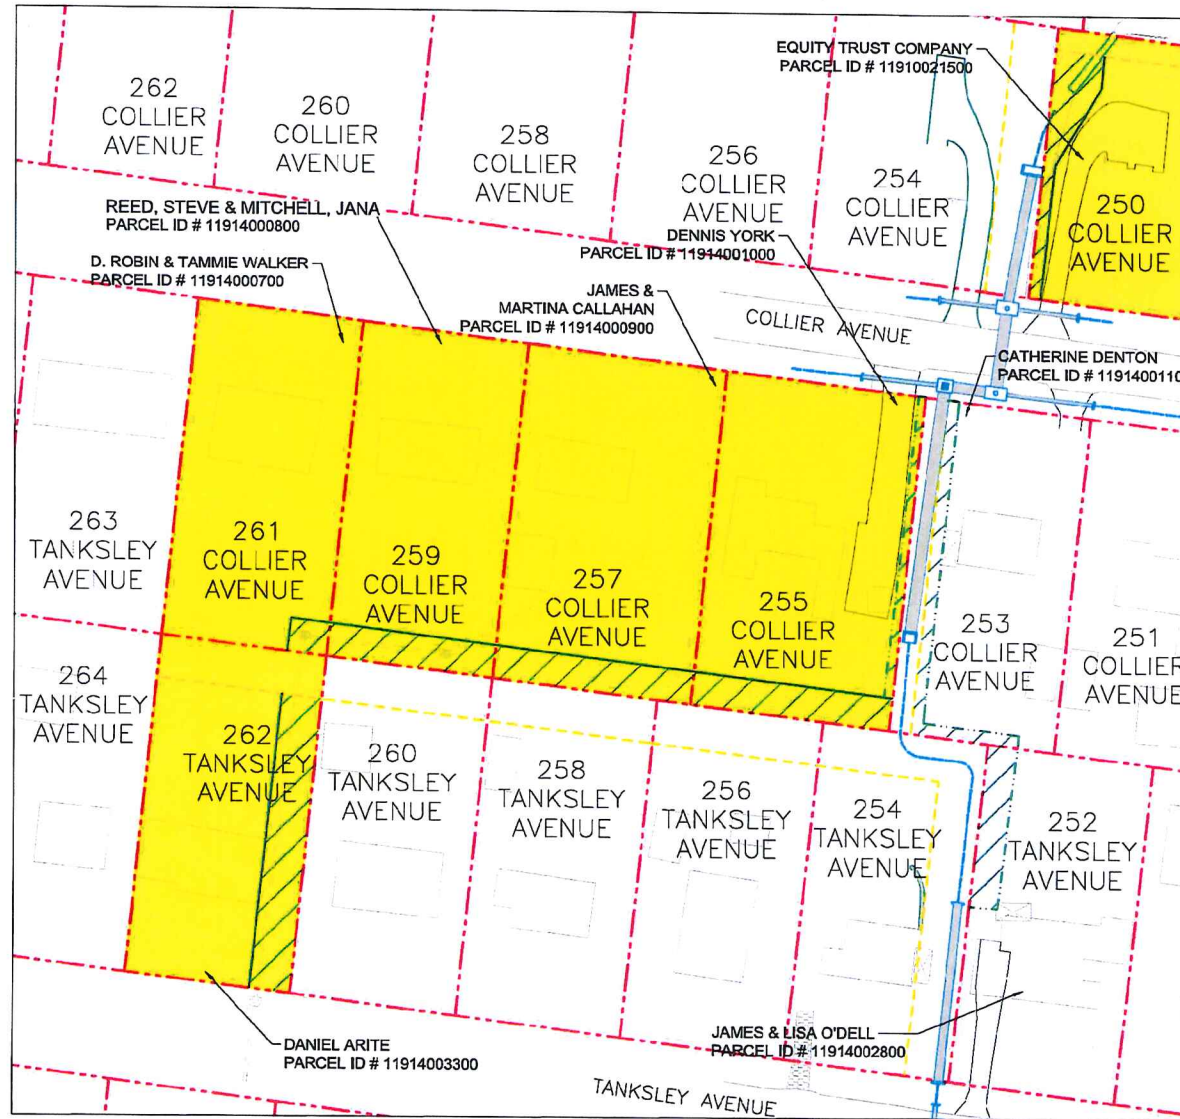 EQUITY TRUST COMPANY
PARCEL ID # 11910021500
262
COLLIER
AVENUE
260
COLLIER
AVENUE
258
COLLIER
AVENUE
256
COLLIER
AVENUE
254
COLLIER
AVENUE
250
COLLIER
AVENUE
REED, STEVE & MITCHELL, JANA
PARCEL ID # 11914000800
DENNIS YORK
PARCEL ID # 11914001000
D. ROBIN & TAMMIE WALKER
PARCEL ID # 11914000700
JAMES &
MARTINA CALLAHAN
PARCEL ID # 11914000900
COLLIER AVENUE
CATHERINE DENTON
PARCEL ID # 1191400110
263
TANKSLEY
AVENUE
261
COLLIER
AVENUE
259
COLLIER
AVENUE
257
COLLIER
AVENUE
255
COLLIER
AVENUE
253
COLLIER
AVENUE
251
COLLIER
AVENUE
264
TANKSLEY
AVENUE
262
TANKSLEY
AVENUE
260
TANKSLEY
AVENUE
258
TANKSLEY
AVENUE
256
TANKSLEY
AVENUE
254
TANKSLEY
AVENUE
252
TANKSLEY
AVENUE
DANIEL ARITE
PARCEL ID # 11914003300
JAMES & LISA O'DELL
PARCEL ID # 11914002800
TANKSLEY AVENUE